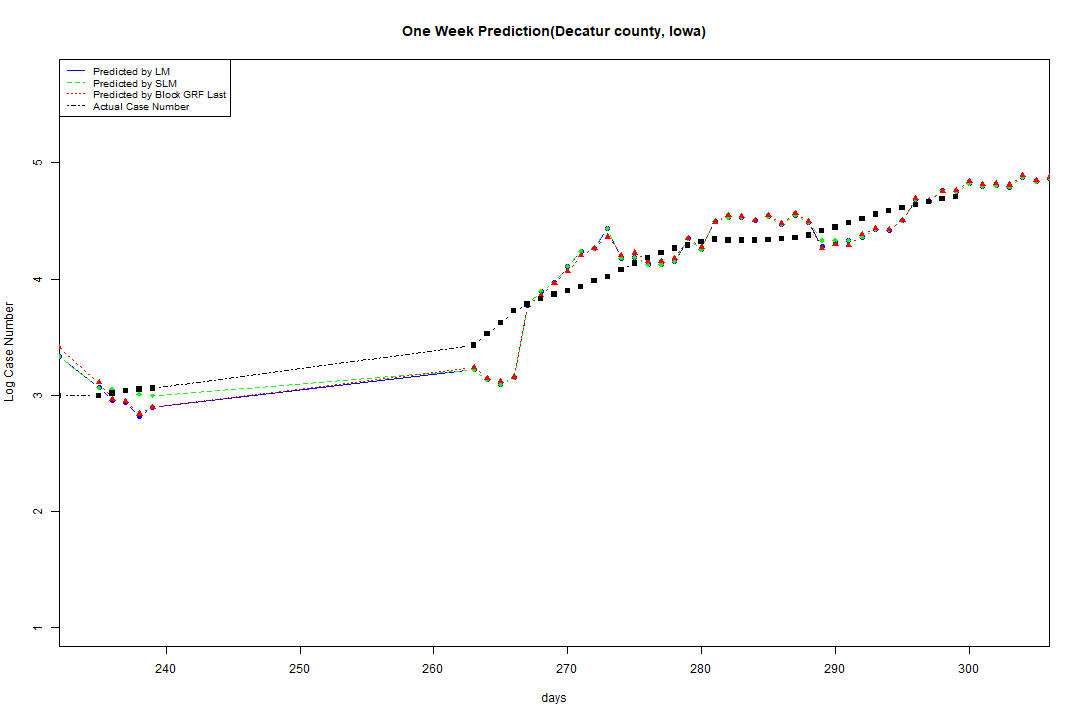 One Week Prediction(Decatur county, Iowa)
Predicted by LM
Predicted by SLM
Predicted by Block GRF Last
Actual Case Number
5
4
3
2
1
Log Case Number
240 250 260 270 280 290 300
days